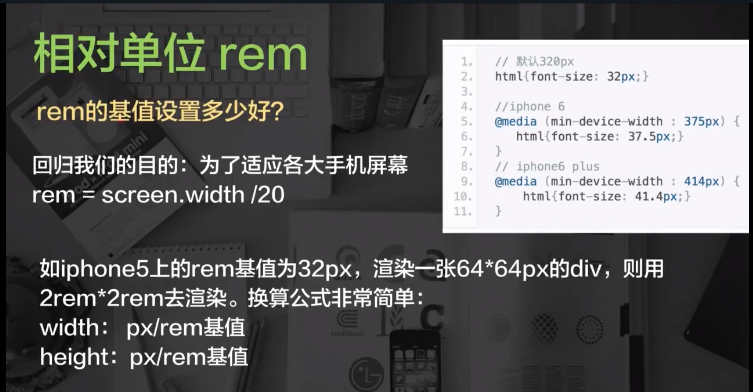 相对单位 rem
rem的基值设置多少好？
回归我们的目的：为了适应各大手机屏幕
rem = screen.width /20
1. // 默认320px
2. html{font-size: 32px;}
3.
4. //iphone 6
5. @media (min-device-width : 375px) {
6. html{font-size: 37.5px;}
7. }
8. // iphone6 plus
9. @media (min-device-width : 414px) {
10. html{font-size: 41.4px;}
11. }
如iphone5上的rem基值为32px，渲染一张64*64px的div，则用
2rem*2rem去渲染。换算公式非常简单：
width： px/rem基值
height：px/rem基值
LG